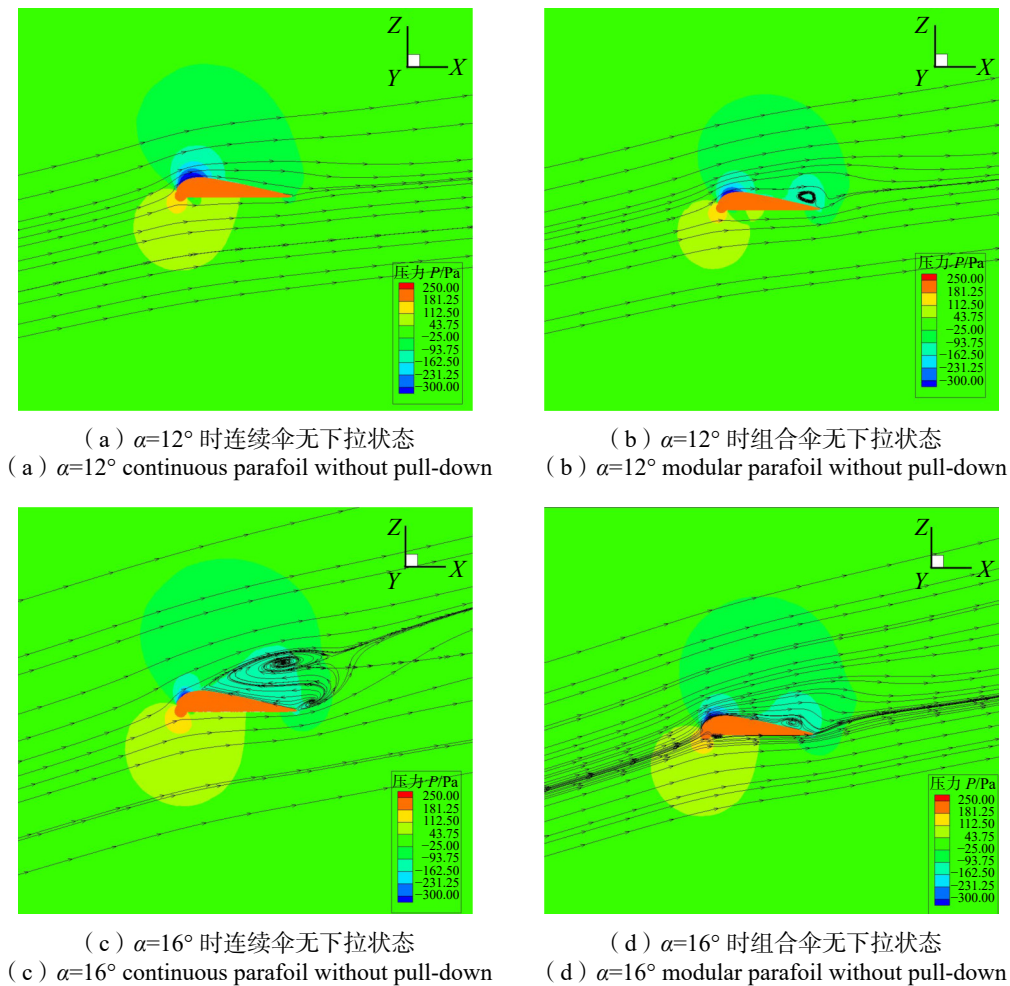 Z
Y
X
压力 P/Pa
250.00
181.25
112.50
43.75
−25.00
−93.75
−162.50
−231.25
−300.00
(a) α=12° 时连续伞无下拉状态
(a) α=12° continuous parafoil without pull-down
Z
Y
X
压力 P/Pa
250.00
181.25
112.50
43.75
−25.00
−93.75
−162.50
−231.25
−300.00
(b) α=12° 时组合伞无下拉状态
(b) α=12° modular parafoil without pull-down
Z
Y
X
压力 P/Pa
250.00
181.25
112.50
43.75
−25.00
−93.75
−162.50
−231.25
−300.00
(c) α=16° 时连续伞无下拉状态
(c) α=16° continuous parafoil without pull-down
Z
Y
X
压力 P/Pa
250.00
181.25
112.50
43.75
−25.00
−93.75
−162.50
−231.25
−300.00
(d) α=16° 时组合伞无下拉状态
(d) α=16° modular parafoil without pull-down